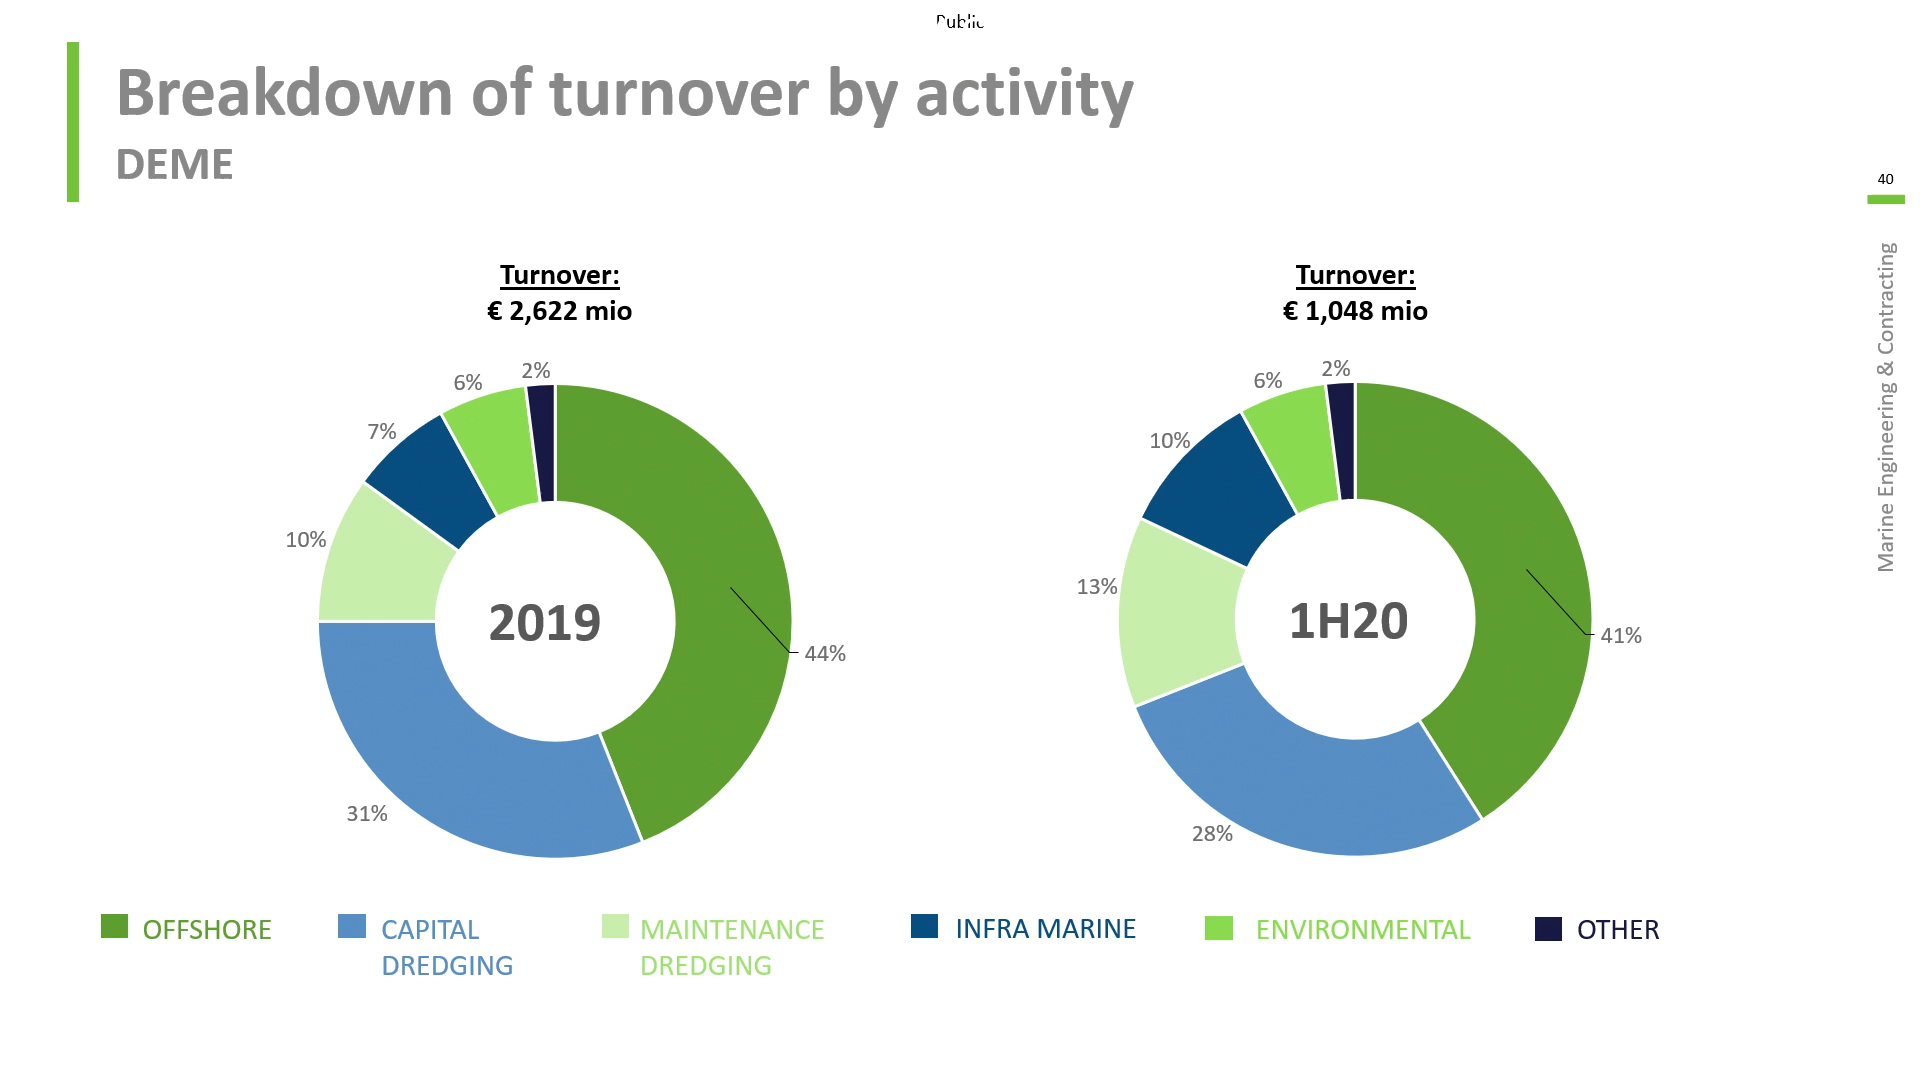 Public
Breakdown of turnover by activity
DEME
40
Marine Engineering & Contracting
Turnover:
€ 2,622 mio
2%
6%
7%
10%
31%
44%
2019
Turnover:
€ 1,048 mio
2%
6%
10%
13%
28%
41%
1H20
OFFSHORE
CAPITAL
DREDGING
MAINTENANCE
DREDGING
INFRA MARINE
ENVIRONMENTAL
OTHER